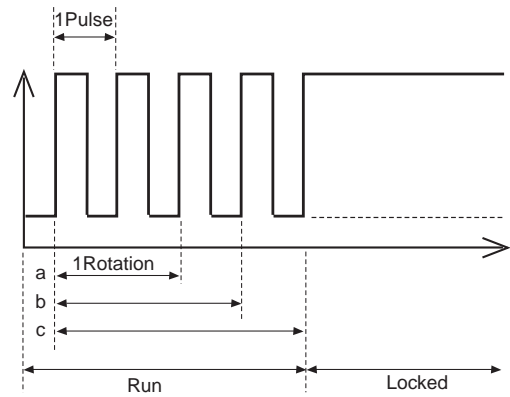 1Pulse
a
1Rotation
b
c
Run
Locked